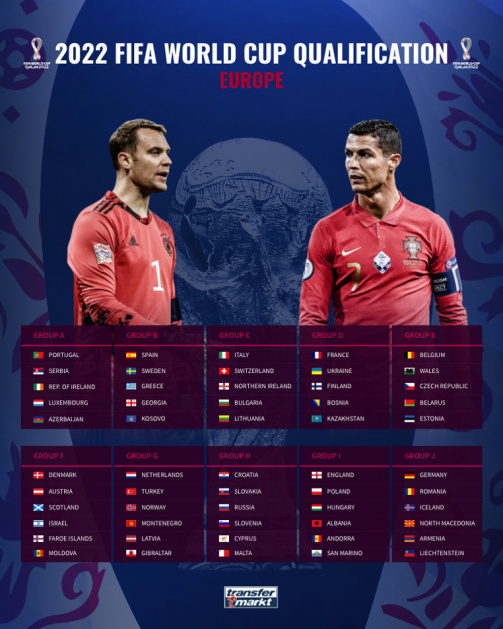 2022 FIFA WORLD CUP QUALIFICATION
EUROPE
1
7
GROUP A
PORTUGAL
SERBIA
REP. OF IRELAND
LUXEMBOURG
AZERBAIJAN
GROUP B
SPAIN
SWEDEN
GREECE
GEORGIA
KOSOVO
GROUP C
ITALY
SWITZERLAND
NORTHERN IRELAND
BULGARIA
LITHUANIA
GROUP D
FRANCE
UKRAINE
FINLAND
BOSNIA
KAZAKHSTAN
GROUP E
BELGIUM
WALES
CZECH REPUBLIC
BELARUS
ESTONIA
GROUP F
DENMARK
AUSTRIA
SCOTLAND
ISRAEL
FAROE ISLANDS
MOLDOVA
GROUP G
NETHERLANDS
TURKEY
NORWAY
MONTENEGRO
LATVIA
GIBRALTAR
GROUP H
CROATIA
SLOVAKIA
RUSSIA
SLOVENIA
CYPRUS
MALTA
GROUP I
ENGLAND
POLAND
HUNGARY
ALBANIA
ANDORRA
SAN MARINO
GROUP J
GERMANY
ROMANIA
ICELAND
NORTH MACEDONIA
ARMENIA
LIECHTENSTEIN
transfer
markt